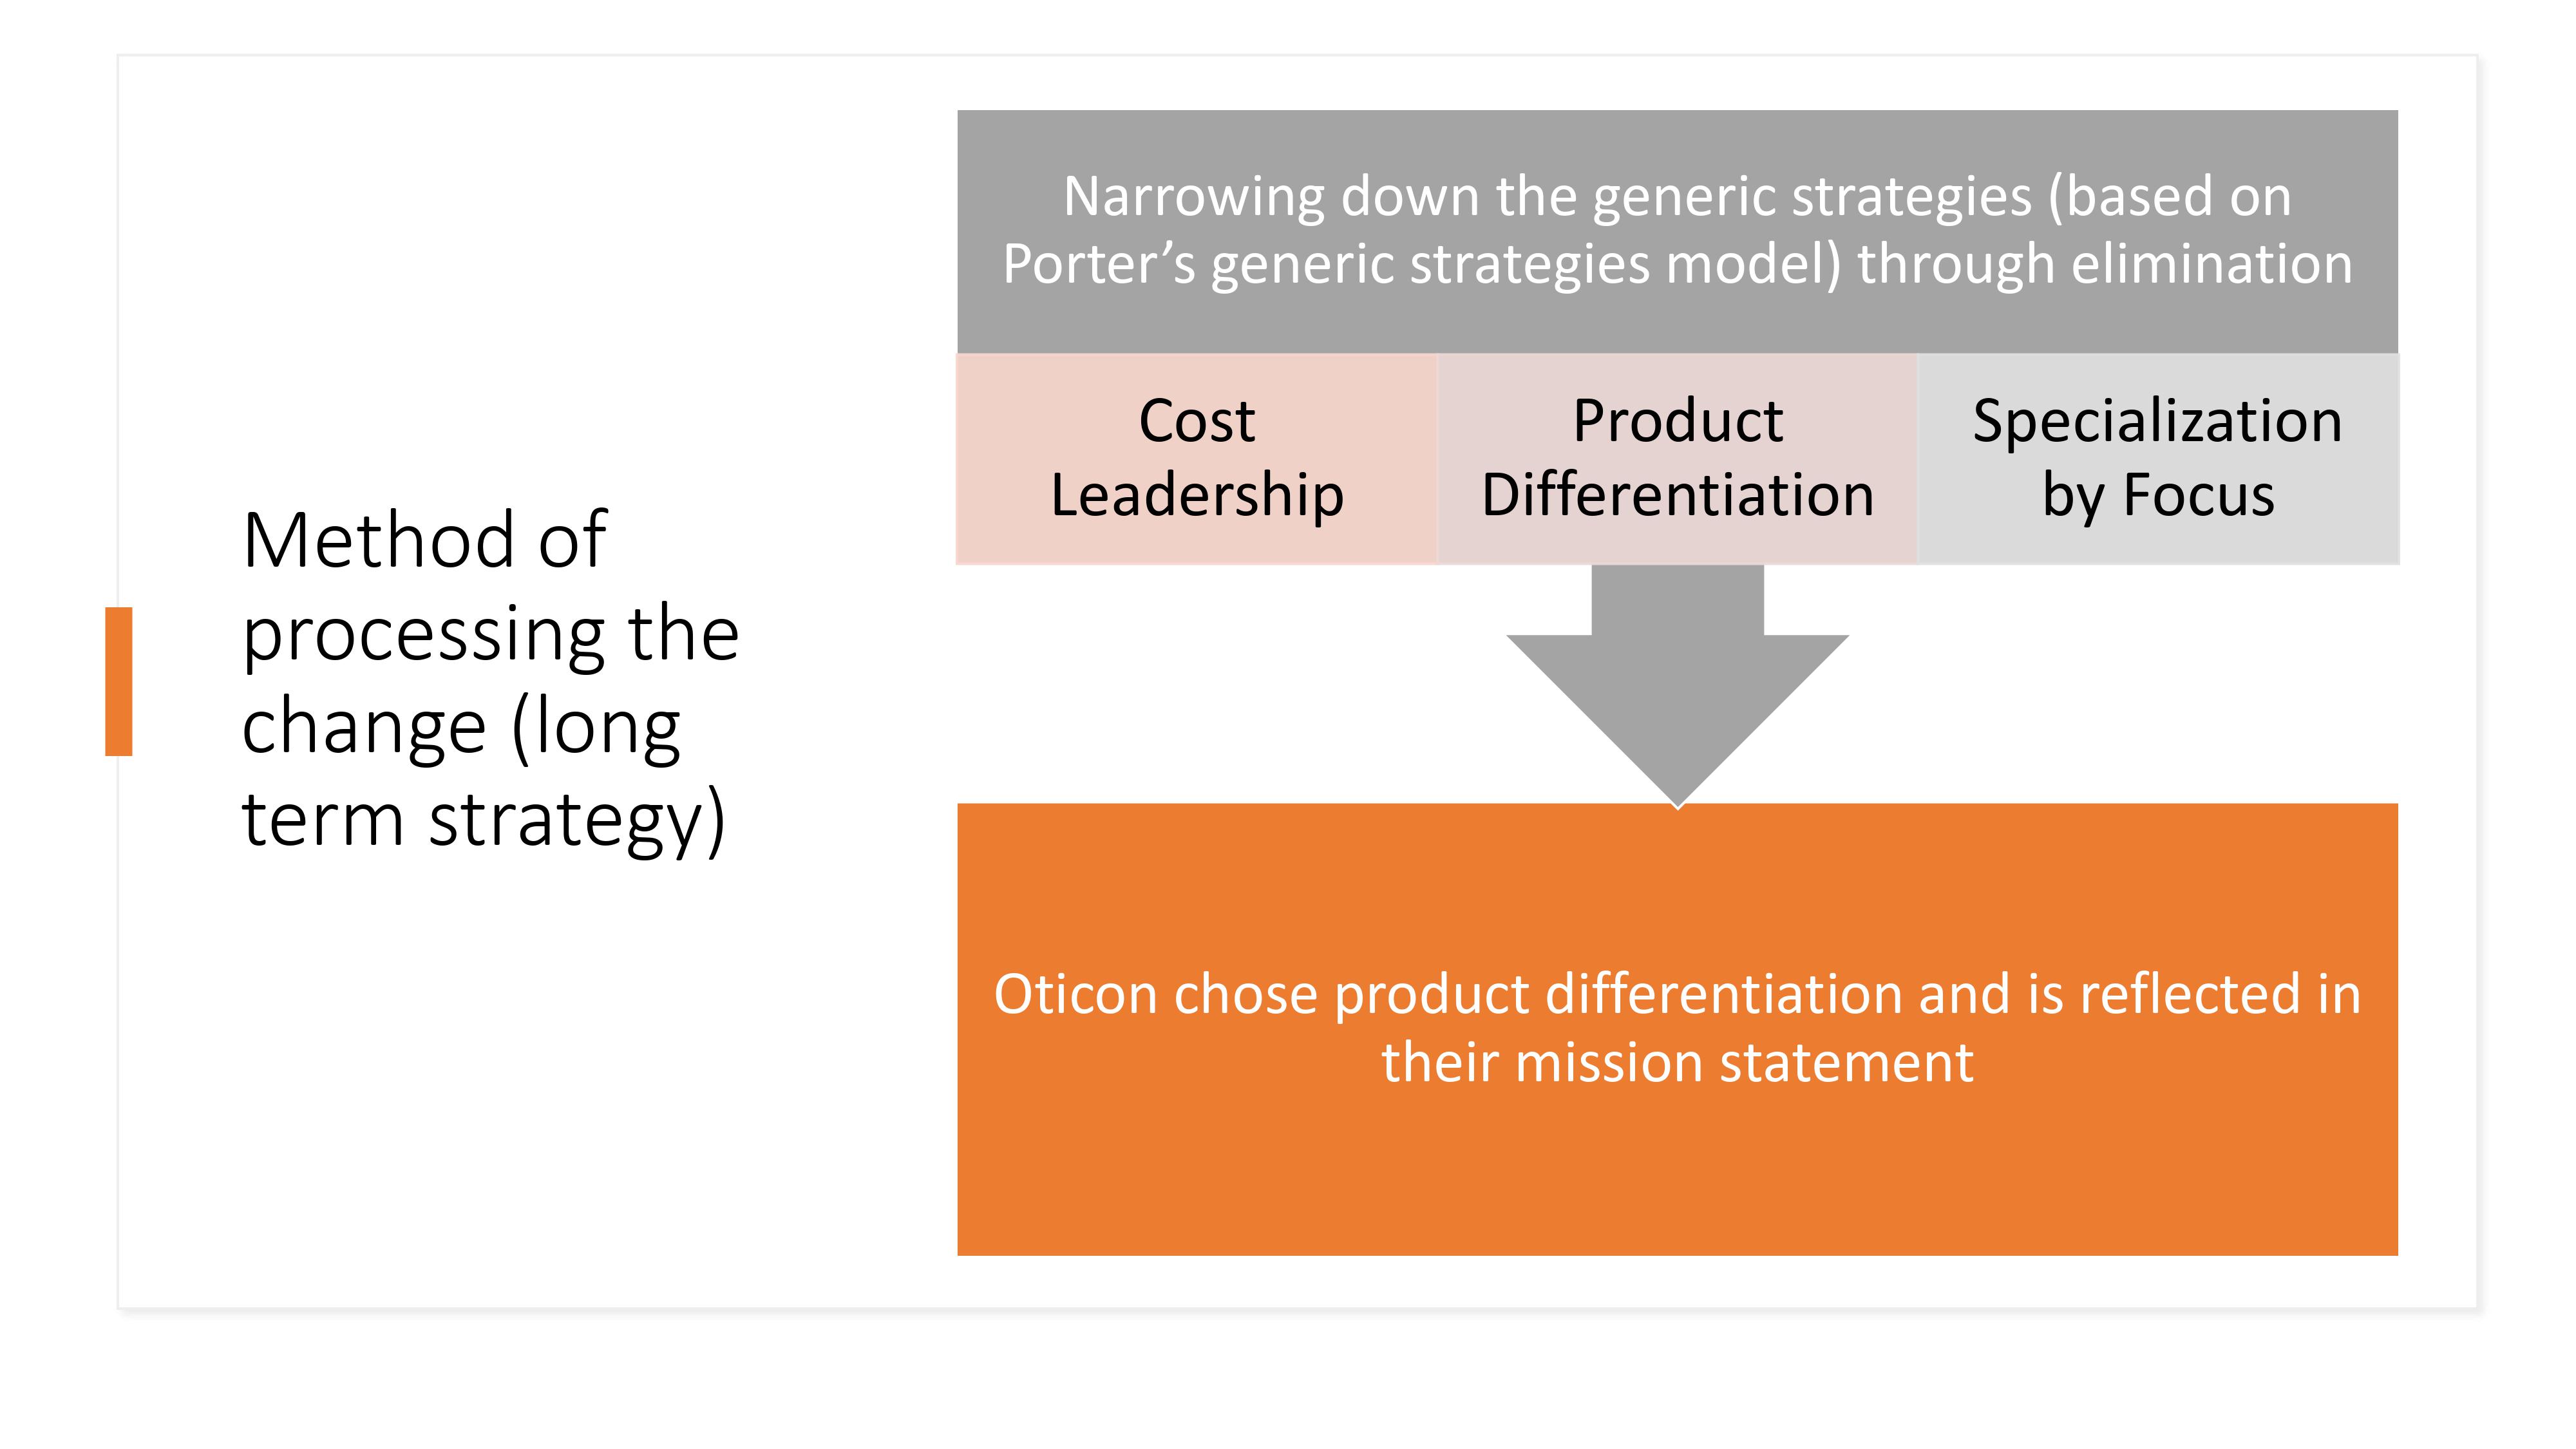 Method of
processing the
change (long
term strategy)
Narrowing down the generic strategies (based on
Porter’s generic strategies model) through elimination
Cost
Leadership
Product
Differentiation
Specialization
by Focus
Oticon chose product differentiation and is reflected in
their mission statement